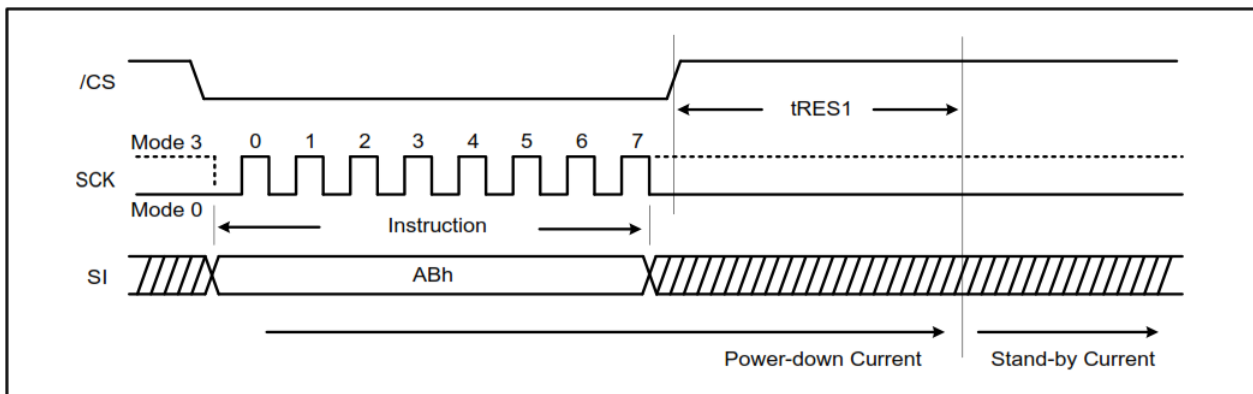 /CS
tRES1
Mode 3 0 1 2 3 4 5 6 7
SCK
Mode 0
Instruction
SI ABh
Power-down Current Stand-by Current